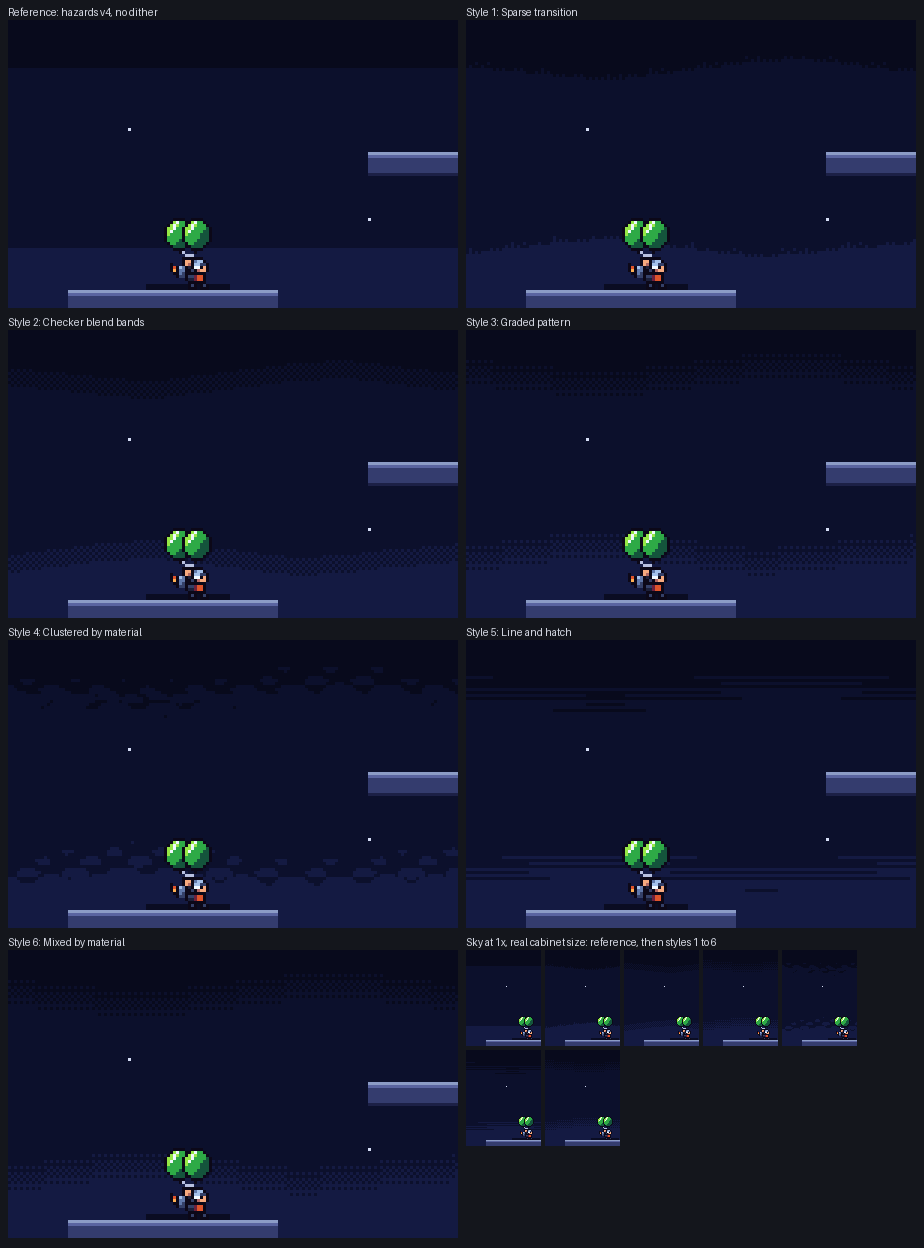 Reference: hazards v4, no dither
Style 1: Sparse transition
Style 2: Checker blend bands
Style 3: Graded pattern
Style 4: Clustered by material
Style 5: Line and hatch
Style 6: Mixed by material
Sky at 1x, real cabinet size: reference, then styles 1 to 6